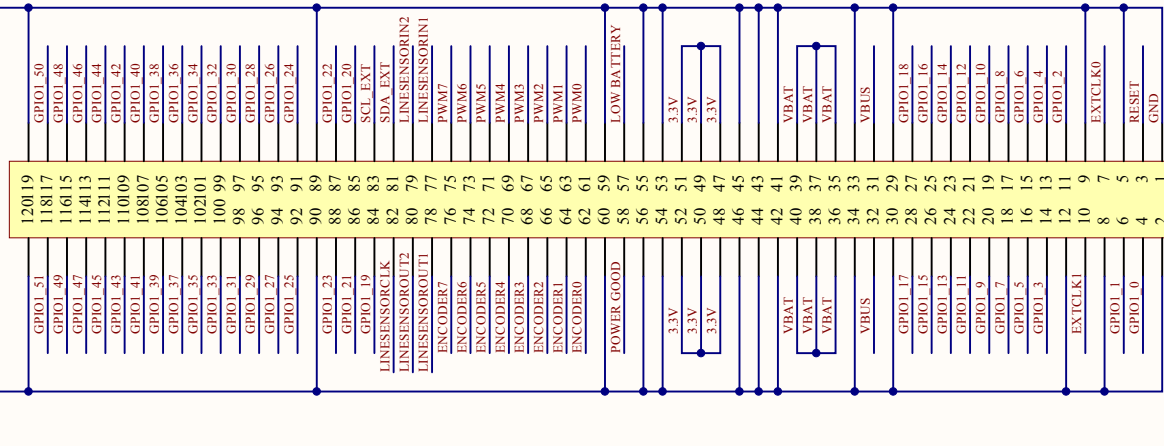 GPIO1_50
GPIO1_48
GPIO1_46
GPIO1_44
GPIO1_42
GPIO1_40
GPIO1_38
GPIO1_36
GPIO1_34
GPIO1_32
GPIO1_30
GPIO1_28
GPIO1_26
GPIO1_24
GPIO1_22
GPIO1_20
SCL_EXT
SDA_EXT
LINESENSORIN2
LINESENSORIN1
PWM7
PWM6
PWM5
PWM4
PWM3
PWM2
PWM1
PWM0
LOW BATTERY
3.3V
3.3V
3.3V
VBAT
VBAT
VBAT
VBUS
GPIO1_18
GPIO1_16
GPIO1_14
GPIO1_12
GPIO1_10
GPIO1_8
GPIO1_6
GPIO1_4
GPIO1_2
EXTCLK0
RESET
GND
120 119
118 117
116 115
114 113
112 111
110 109
108 107
106 105
104 103
102 101
100 99
98 97
96 95
94 93
92 91
90 89
88 87
86 85
84 83
82 81
80 79
78 77
76 75
74 73
72 71
70 69
68 67
66 65
64 63
62 61
60 59
58 57
56 55
54 53
52 51
50 49
48 47
46 45
44 43
42 41
40 39
38 37
36 35
34 33
32 31
30 29
28 27
26 25
24 23
22 21
20 19
18 17
16 15
14 13
12 11
10 9
8 7
6 5
4 3
2 1
GPIO1_51
GPIO1_49
GPIO1_47
GPIO1_45
GPIO1_43
GPIO1_41
GPIO1_39
GPIO1_37
GPIO1_35
GPIO1_33
GPIO1_31
GPIO1_29
GPIO1_27
GPIO1_25
GPIO1_23
GPIO1_21
GPIO1_19
LINESENSORCLK
LINESENSOROUT2
LINESENSOROUT1
ENCODER7
ENCODER6
ENCODER5
ENCODER4
ENCODER3
ENCODER2
ENCODER1
ENCODER0
POWER GOOD
3.3V
3.3V
3.3V
VBAT
VBAT
VBAT
VBUS
GPIO1_17
GPIO1_15
GPIO1_13
GPIO1_11
GPIO1_9
GPIO1_7
GPIO1_5
GPIO1_3
EXTCLK1
GPIO1_1
GPIO1_0